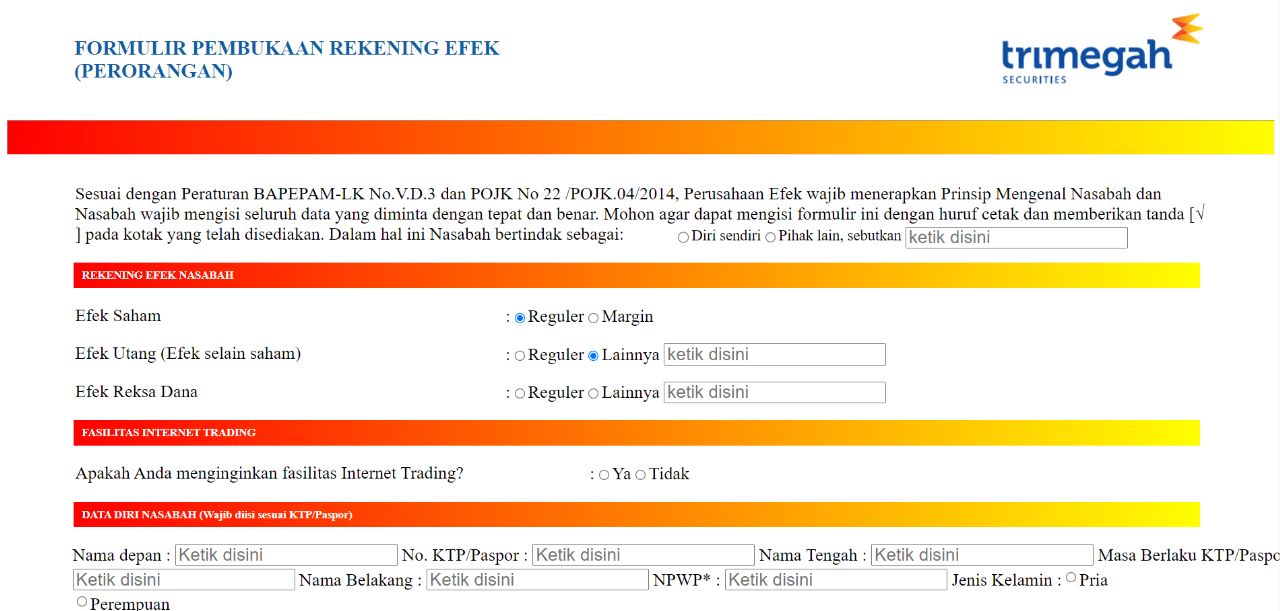 FORMULIR PEMBUKAAN REKENING EFEK
(PERORANGAN)
trimegah
SECURITIES
Sesuai dengan Peraturan BAPEPAM-LK No.V.D.3 dan POJK No 22 /POJK.04/2014, Perusahaan Efek wajib menerapkan Prinsip Mengenal Nasabah dan
Nasabah wajib mengisi seluruh data yang diminta dengan tepat dan benar. Mohon agar dapat mengisi formulir ini dengan huruf cetak dan memberikan tanda [√
] pada kotak yang telah disediakan. Dalam hal ini Nasabah bertindak sebagai: Diri sendiri Pihak lain, sebutkan ketik disini
REKENING EFEK NASABAH
Efek Saham : Reguler Margin
Efek Utang (Efek selain saham) : Reguler Lainnya ketik disini
Efek Reksa Dana : Reguler Lainnya ketik disini
FASILITAS INTERNET TRADING
Apakah Anda menginginkan fasilitas Internet Trading? : Ya Tidak
DATA DIRI NASABAH (Wajib diisi sesuai KTP/Paspor)
Nama depan : Ketik disini No. KTP/Paspor : Ketik disini Nama Tengah : Ketik disini Masa Berlaku KTP/Paspo
Ketik disini Nama Belakang : Ketik disini NPWP* : Ketik disini Jenis Kelamin : Pria
Perempuan